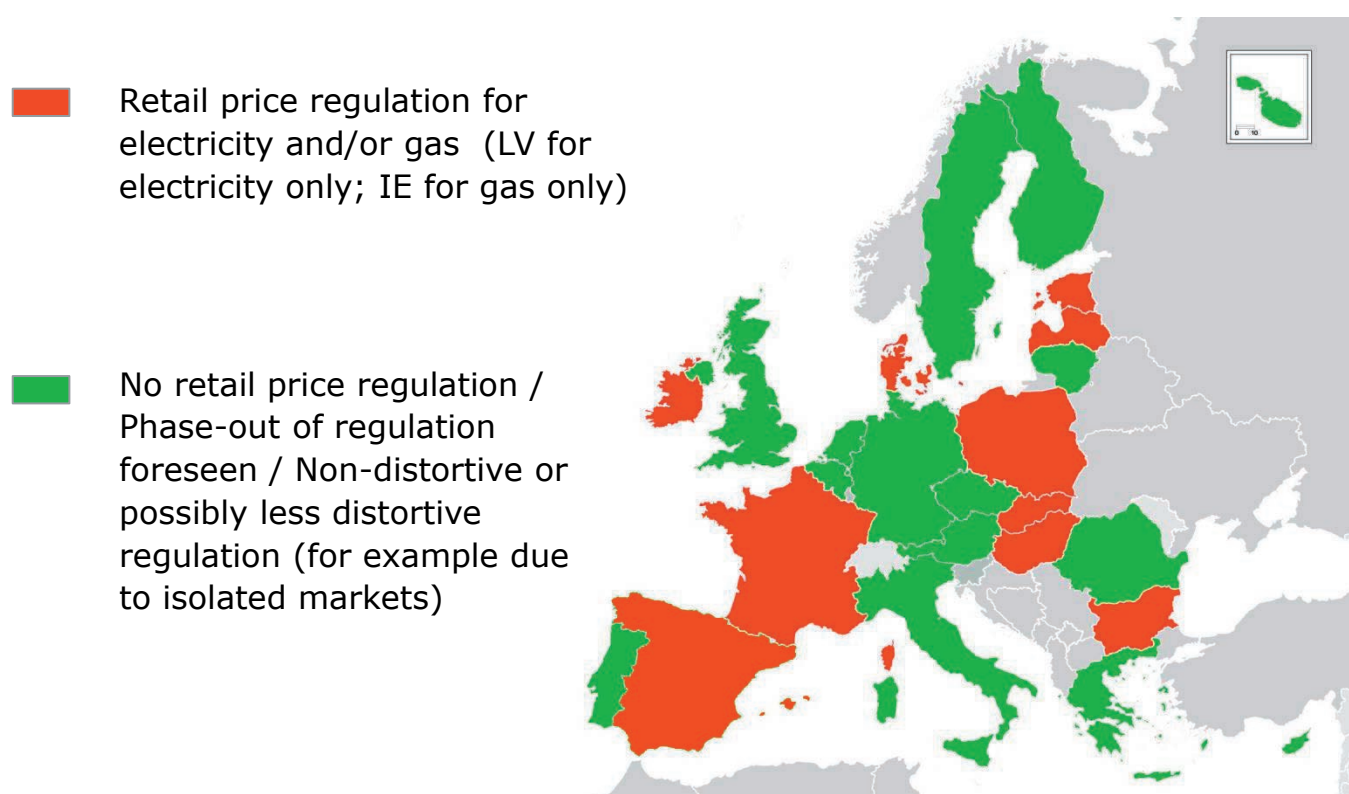 Retail price regulation for
electricity and/or gas (LV for
electricity only; IE for gas only)
No retail price regulation /
Phase-out of regulation
foreseen / Non-distortive or
possibly less distortive
regulation (for example due
to isolated markets)
0 10